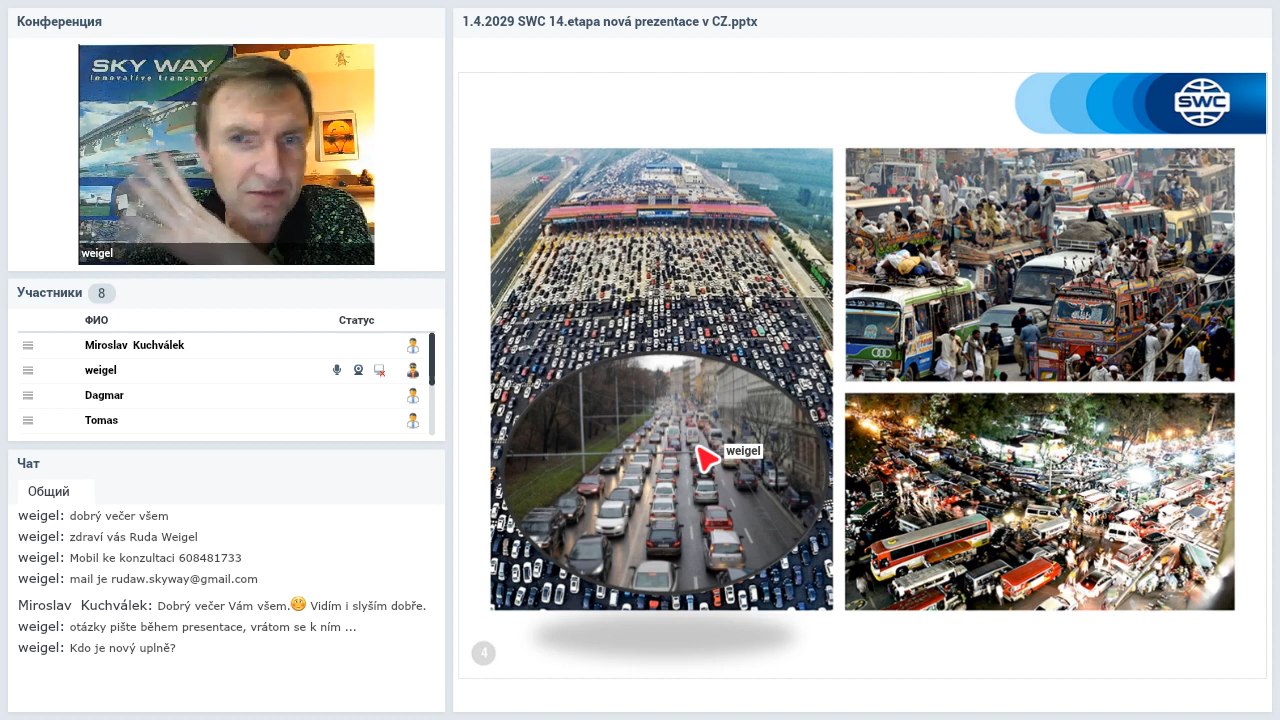 Конференция
SKY WAY
Innovative transpor
weigel
Участники 8
ФИО Статус
Miroslav Kuchválek
weigel
Dagmar
Tomas
Чат
Общий
weigel: dobrý večer všem
weigel: zdraví vás Ruda Weigel
weigel: Mobil ke konzultaci 608481733
weigel: mail je rudaw.skyway@gmail.com
Miroslav Kuchválek: Dobrý večer Vám všem. Vidím i slyším dobře.
weigel: otázky pište během presentace, vrátom se k ním ...
weigel: Kdo je nový uplně?
1.4.2029 SWC 14.etapa nová prezentace v CZ.pptx
SWC
weigel
4